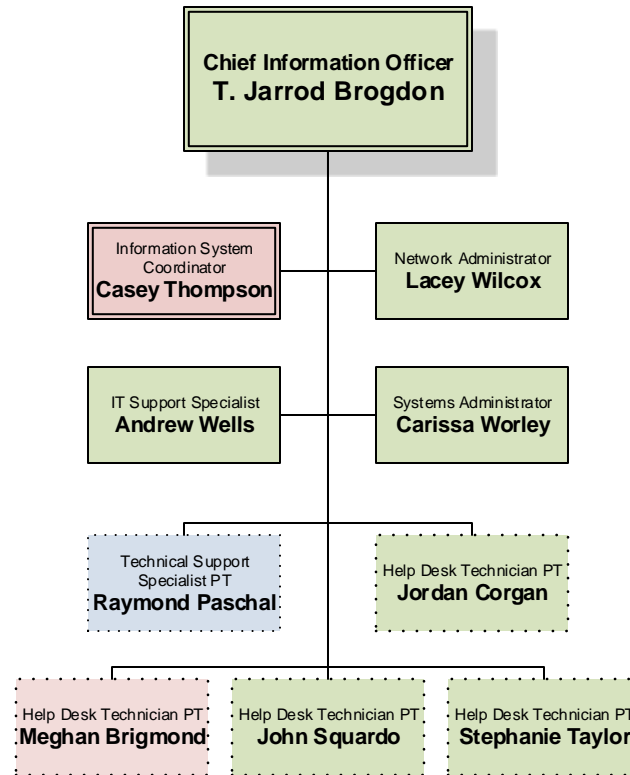 Chief Information Officer
T. Jarrod Brogdon
Information System
Coordinator
Casey Thompson
Network Administrator
Lacey Wilcox
IT Support Specialist
Andrew Wells
Systems Administrator
Carissa Worley
Technical Support
Specialist PT
Raymond Paschal
Help Desk Technician PT
Jordan Corgan
Help Desk Technician PT
Meghan Brigmond
Help Desk Technician PT
John Squardo
Help Desk Technician PT
Stephanie Taylor